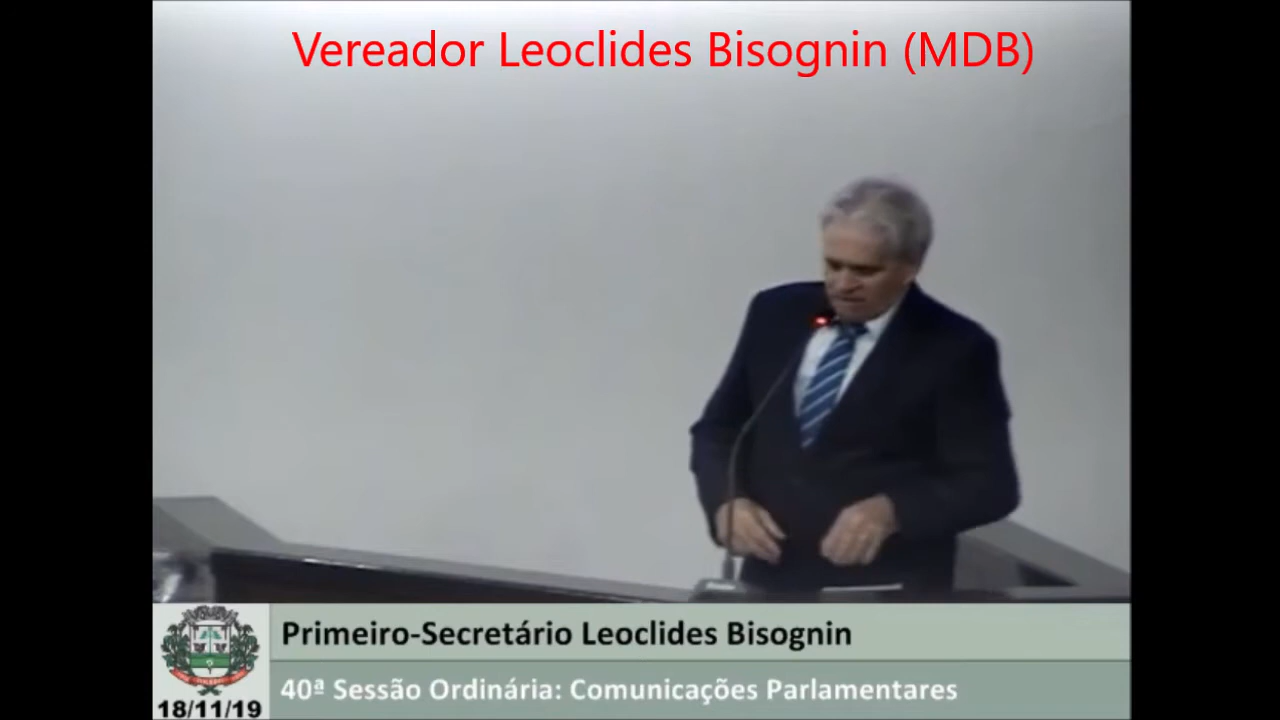 Vereador Leoclides Bisognin (MDB)
Primeiro-Secretário Leoclides Bisognin
40ª Sessão Ordinária: Comunicações Parlamentares
18/11/19